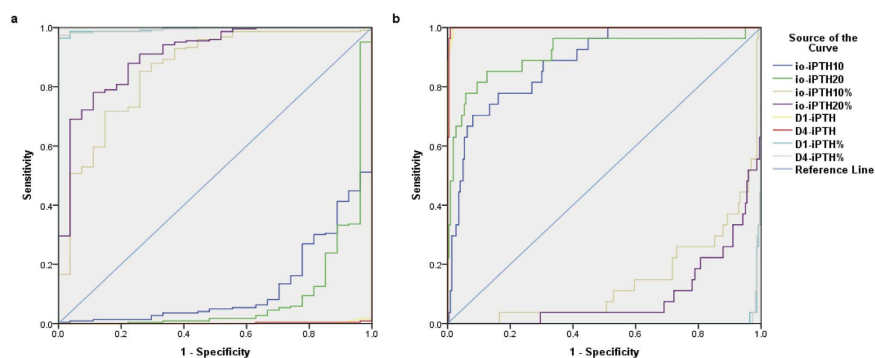 a
b
Sensitivity
1.0
0.8
0.6
0.4
0.2
0.0
0.0 0.2 0.4 0.6 0.8 1.0
1 - Specificity
Sensitivity
1.0
0.8
0.6
0.4
0.2
0.0
0.0 0.2 0.4 0.6 0.8 1.0
1 - Specificity
Source of the
Curve
io-iPTH10
io-iPTH20
io-iPTH10%
io-iPTH20%
D1-iPTH
D4-iPTH
D1-iPTH%
D4-iPTH%
Reference Line